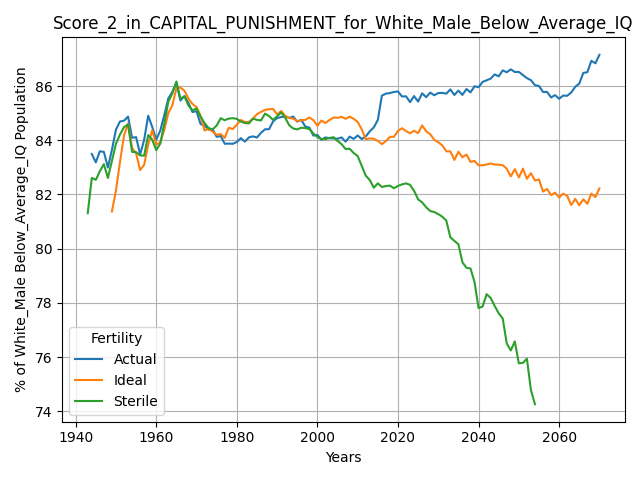 Score_2_in_CAPITAL_PUNISHMENT_for_White_Male_Below_Average_IQ
% of White_Male Below_Average_IQ Population
86
84
82
80
78
76
74
Fertility
Actual
Ideal
Sterile
1940 1960 1980 2000 2020 2040 2060
Years